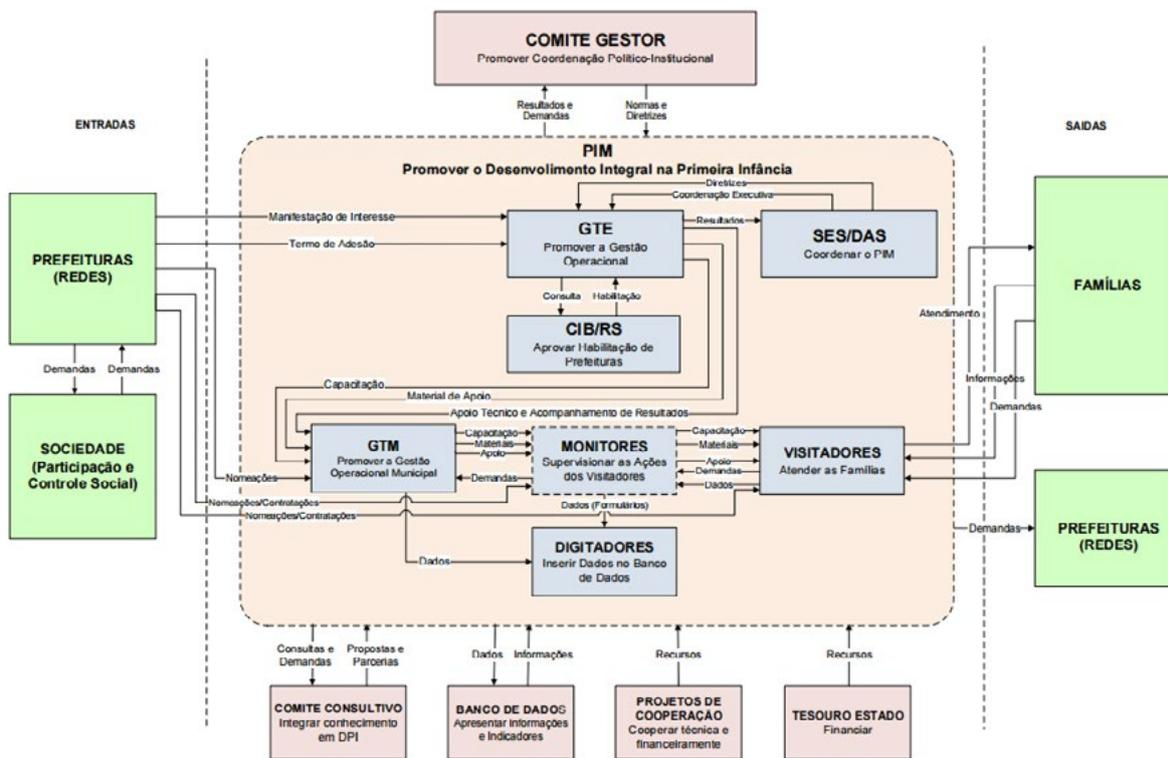 COMITE GESTOR
Promover Coordenação Político-Institucional
Resultados e
Demandas
Normas e
Diretrizes
ENTRADAS
SAIDAS
PIM
Promover o Desenvolvimento Integral na Primeira Infância
Diretrizes
Coordenação Executiva
Manifestação de Interesse
Termo de Adesão
Resultados
GTE
Promover a Gestão
Operacional
SES/DAS
Coordenar o PIM
PREFEITURAS
(REDES)
FAMÍLIAS
Consulta
Habilitação
Atendimento
CIB/RS
Aprovar Habilitação de
Prefeituras
Demandas
Demandas
Capacitação
Material de Apoio
Apoio Técnico e Acompanhamento de Resultados
Informações
Demandas
SOCIEDADE
(Participação e
Controle Social)
GTM
Promover a Gestão
Operacional Municipal
Capacitação
Materiais
Apoio
Demandas
MONITORES
Supervisionar as Ações
dos Visitadores
Capacitação
Materiais
Apoio
Demandas
Dados
VISITADORES
Atender as Famílias
Nomeações
Nomeações/Contratações
Nomeações/Contratações
Dados (Formulários)
Demandas
PREFEITURAS
(REDES)
Dados
DIGITADORES
Inserir Dados no Banco
de Dados
Consultas e
Demandas
Propostas e
Parcerias
Dados
Informações
Recursos
Recursos
COMITE CONSULTIVO
Integrar conhecimento
em DPI
BANCO DE DADOS
Apresentar Informações
e Indicadores
PROJETOS DE
COOPERAÇÃO
Cooperar técnica e
financeiramente
TESOURO ESTADO
Financiar